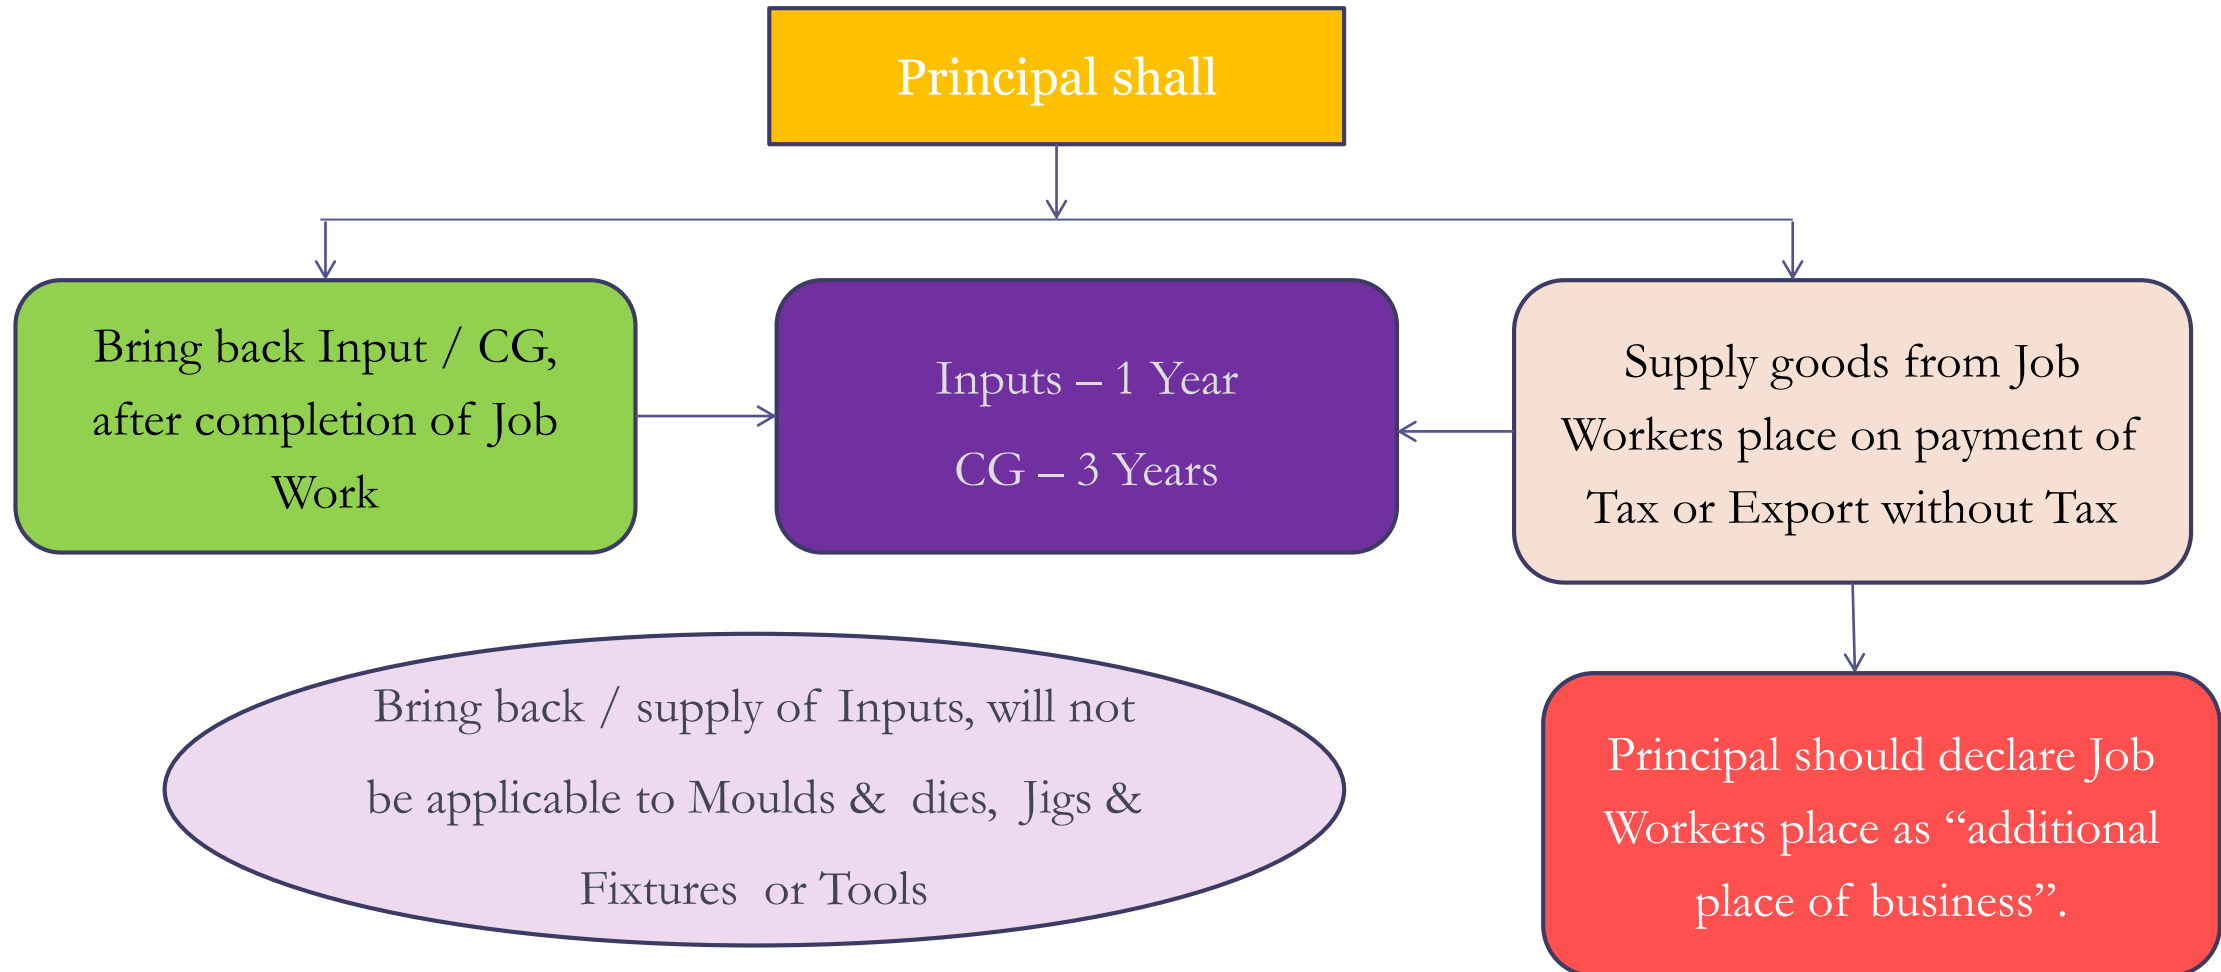 Principal shall
Bring back Input / CG,
after completion of Job
Work
Inputs – 1 Year
CG – 3 Years
Supply goods from Job
Workers place on payment of
Tax or Export without Tax
Bring back / supply of Inputs, will not
be applicable to Moulds & dies, Jigs &
Fixtures or Tools
Principal should declare Job
Workers place as “additional
place of business”.